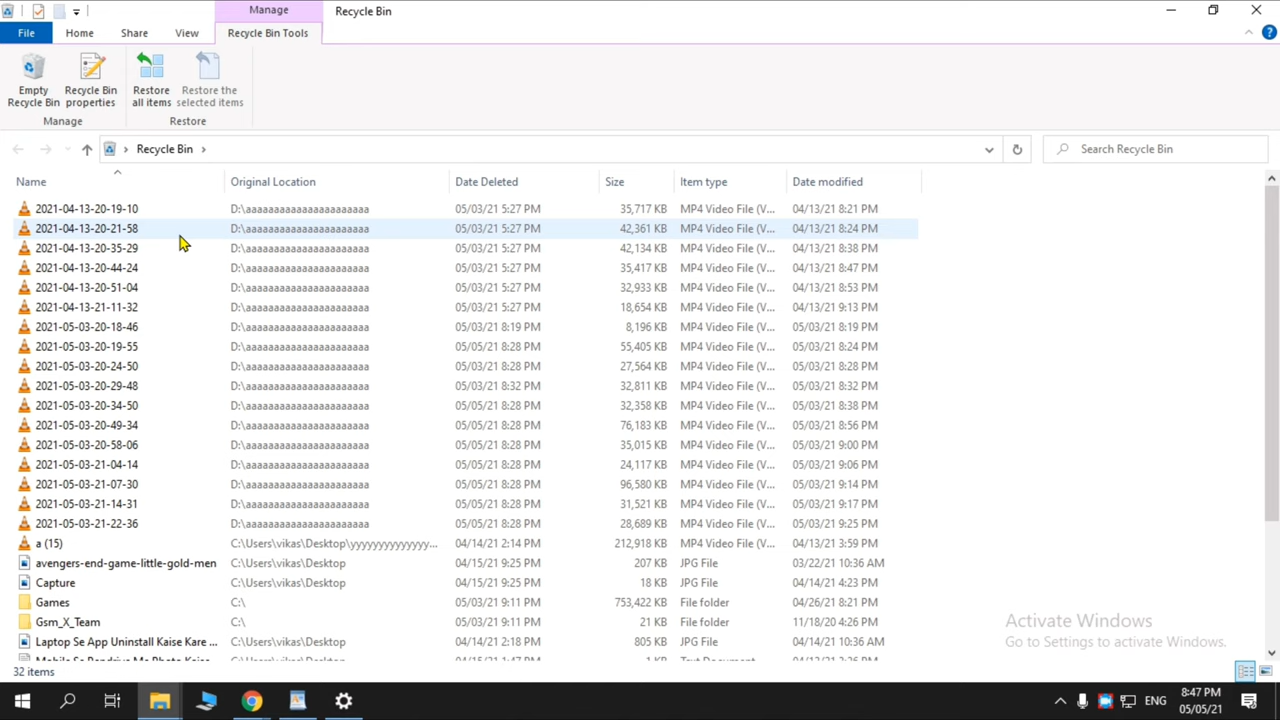 Manage Recycle Bin
File Home Share View Recycle Bin Tools
Empty Recycle Bin Recycle Bin properties Restore all items Restore the selected items
Manage Restore
Recycle Bin Search Recycle Bin
Name Original Location Date Deleted Size Item type Date modified
2021-04-13-20-19-10 D:\aaaaaaaaaaaaaaaaaaaaaaa 05/03/21 5:27 PM 35,717 KB MP4 Video File (V... 04/13/21 8:21 PM
2021-04-13-20-21-58 D:\aaaaaaaaaaaaaaaaaaaaaaa 05/03/21 5:27 PM 42,361 KB MP4 Video File (V... 04/13/21 8:24 PM
2021-04-13-20-35-29 D:\aaaaaaaaaaaaaaaaaaaaaaa 05/03/21 5:27 PM 42,134 KB MP4 Video File (V... 04/13/21 8:38 PM
2021-04-13-20-44-24 D:\aaaaaaaaaaaaaaaaaaaaaaa 05/03/21 5:27 PM 35,417 KB MP4 Video File (V... 04/13/21 8:47 PM
2021-04-13-20-51-04 D:\aaaaaaaaaaaaaaaaaaaaaaa 05/03/21 5:27 PM 32,933 KB MP4 Video File (V... 04/13/21 8:53 PM
2021-04-13-21-11-32 D:\aaaaaaaaaaaaaaaaaaaaaaa 05/03/21 5:27 PM 18,654 KB MP4 Video File (V... 04/13/21 9:13 PM
2021-05-03-20-18-46 D:\aaaaaaaaaaaaaaaaaaaaaaa 05/03/21 8:19 PM 8,196 KB MP4 Video File (V... 05/03/21 8:19 PM
2021-05-03-20-19-55 D:\aaaaaaaaaaaaaaaaaaaaaaa 05/05/21 8:28 PM 55,405 KB MP4 Video File (V... 05/03/21 8:23 PM
2021-05-03-20-24-50 D:\aaaaaaaaaaaaaaaaaaaaaaa 05/05/21 8:28 PM 27,564 KB MP4 Video File (V... 05/03/21 8:28 PM
2021-05-03-20-29-48 D:\aaaaaaaaaaaaaaaaaaaaaaa 05/03/21 8:32 PM 32,811 KB MP4 Video File (V... 05/03/21 8:32 PM
2021-05-03-20-34-50 D:\aaaaaaaaaaaaaaaaaaaaaaa 05/05/21 8:28 PM 32,358 KB MP4 Video File (V... 05/03/21 8:38 PM
2021-05-03-20-49-34 D:\aaaaaaaaaaaaaaaaaaaaaaa 05/05/21 8:28 PM 76,183 KB MP4 Video File (V... 05/03/21 8:56 PM
2021-05-03-20-58-06 D:\aaaaaaaaaaaaaaaaaaaaaaa 05/05/21 8:28 PM 35,015 KB MP4 Video File (V... 05/03/21 9:00 PM
2021-05-03-21-04-14 D:\aaaaaaaaaaaaaaaaaaaaaaa 05/05/21 8:28 PM 24,117 KB MP4 Video File (V... 05/03/21 9:06 PM
2021-05-03-21-07-30 D:\aaaaaaaaaaaaaaaaaaaaaaa 05/05/21 8:28 PM 96,580 KB MP4 Video File (V... 05/03/21 9:14 PM
2021-05-03-21-14-31 D:\aaaaaaaaaaaaaaaaaaaaaaa 05/05/21 8:28 PM 31,521 KB MP4 Video File (V... 05/03/21 9:17 PM
2021-05-03-21-22-36 D:\aaaaaaaaaaaaaaaaaaaaaaa 05/05/21 8:28 PM 28,689 KB MP4 Video File (V... 05/03/21 9:25 PM
a (15) C:\Users\vikas\Desktop\yyyyyyyyyyyyyy... 04/14/21 2:14 PM 212,918 KB MP4 Video File (V... 04/13/21 3:59 PM
avengers-end-game-little-gold-men C:\Users\vikas\Desktop 04/15/21 9:25 PM 207 KB JPG File 03/22/21 10:36 AM
Capture C:\Users\vikas\Desktop 04/15/21 9:25 PM 18 KB JPG File 04/14/21 4:23 PM
Games C:\ 05/03/21 9:11 PM 753,422 KB File folder 04/26/21 8:21 PM
Gsm_X_Team C:\ 05/03/21 9:11 PM 21 KB File folder 11/18/20 4:26 PM
Laptop Se App Uninstall Kaise Kare ... C:\Users\vikas\Desktop 04/14/21 2:18 PM 805 KB JPG File 04/14/21 10:36 AM
Activate Windows
Go to Settings to activate Windows.
32 items
ENG 8:47 PM
05/05/21